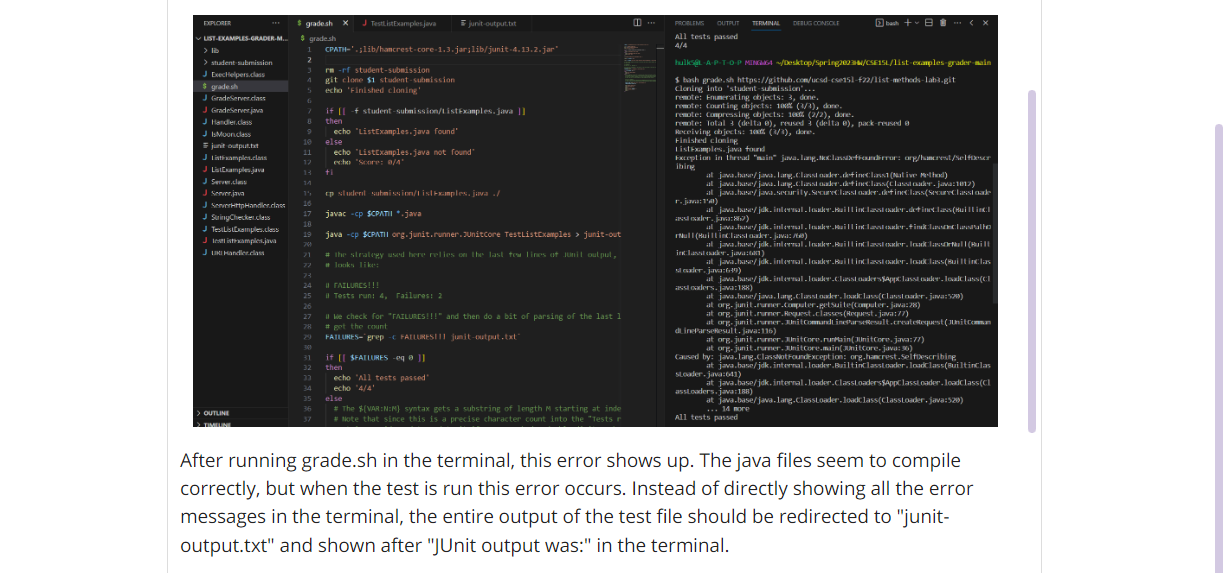 EXPLORER
LIST-EXAMPLES-GRADER-M...
lib
student-submission
ExecHelpers.class
grade.sh
GradeServer.class
GradeServer.java
Handler.class
IsMoon.class
junit-output.txt
ListExamples.class
ListExamples.java
Server.class
Server.java
ServerHttpHandler.class
StringChecker.class
TestListExamples.class
TestListExamples.java
URLHandler.class
OUTLINE
TIMELINE
grade.sh
TestListExamples.java
junit-output.txt
grade.sh
1 CPATH='.;lib/hamcrest-core-1.3.jar;lib/junit-4.13.2.jar'
2
3 rm -rf student-submission
4 git clone $1 student-submission
5 echo 'Finished cloning'
6
7 if [[ -f student-submission/ListExamples.java ]]
8 then
9 echo 'ListExamples.java found'
10 else
11 echo 'ListExamples.java not found'
12 echo 'Score: 0/4'
13 fi
14
15 cp student-submission/ListExamples.java ./
16
17 javac -cp $CPATH *.java
18
19 java -cp $CPATH org.junit.runner.JUnitCore TestListExamples > junit-out
20
21 # The strategy used here relies on the last few lines of JUnit output,
22 # looks like:
23
24 # FAILURES!!!
25 # Tests run: 4, Failures: 2
26
27 # We check for "FAILURES!!!" and then do a bit of parsing of the last l
28 # get the count
29 FAILURES=`grep -c FAILURES!!! junit-output.txt`
30
31 if [[ $FAILURES -eq 0 ]]
32 then
33 echo 'All tests passed'
34 echo '4/4'
35 else
36 # The ${VAR:N:M} syntax gets a substring of length M starting at inde
37 # Note that since this is a precise character count into the "Tests r
PROBLEMS OUTPUT TERMINAL DEBUG CONSOLE bash
All tests passed
4/4
MINGW64 ~/Desktop/Spring2023HW/CSE15L/list-examples-grader-main
$ bash grade.sh https://github.com/ucsd-cse15l-f22/list-methods-lab3.git
Cloning into 'student-submission'...
remote: Enumerating objects: 3, done.
remote: Counting objects: 100% (3/3), done.
remote: Compressing objects: 100% (2/2), done.
remote: Total 3 (delta 0), reused 3 (delta 0), pack-reused 0
Receiving objects: 100% (3/3), done.
Finished cloning
ListExamples.java found
Exception in thread "main" java.lang.NoClassDefFoundError: org/hamcrest/SelfDescr
ibing
at java.base/java.lang.ClassLoader.defineClass1(Native Method)
at java.base/java.lang.ClassLoader.defineClass(ClassLoader.java:1012)
at java.base/java.security.SecureClassLoader.defineClass(SecureClassLoade
r.java:150)
at java.base/jdk.internal.loader.BuiltinClassLoader.defineClass(BuiltinCl
assLoader.java:862)
at java.base/jdk.internal.loader.BuiltinClassLoader.findClassOnClassPathO
rNull(BuiltinClassLoader.java:760)
at java.base/jdk.internal.loader.BuiltinClassLoader.loadClassOrNull(Built
inClassLoader.java:681)
at java.base/jdk.internal.loader.BuiltinClassLoader.loadClass(BuiltinClas
sLoader.java:639)
at java.base/jdk.internal.loader.ClassLoaders$AppClassLoader.loadClass(Cl
assLoaders.java:188)
at java.base/java.lang.ClassLoader.loadClass(ClassLoader.java:520)
at org.junit.runner.Computer.getSuite(Computer.java:28)
at org.junit.runner.Request.classes(Request.java:77)
at org.junit.runner.JUnitCommandLineParseResult.createRequest(JUnitComman
dLineParseResult.java:116)
at org.junit.runner.JUnitCore.runMain(JUnitCore.java:77)
at org.junit.runner.JUnitCore.main(JUnitCore.java:36)
Caused by: java.lang.ClassNotFoundException: org.hamcrest.SelfDescribing
at java.base/jdk.internal.loader.BuiltinClassLoader.loadClass(BuiltinClas
sLoader.java:641)
at java.base/jdk.internal.loader.ClassLoaders$AppClassLoader.loadClass(Cl
assLoaders.java:188)
at java.base/java.lang.ClassLoader.loadClass(ClassLoader.java:520)
... 14 more
All tests passed
After running grade.sh in the terminal, this error shows up. The java files seem to compile
correctly, but when the test is run this error occurs. Instead of directly showing all the error
messages in the terminal, the entire output of the test file should be redirected to "junit-
output.txt" and shown after "JUnit output was:" in the terminal.